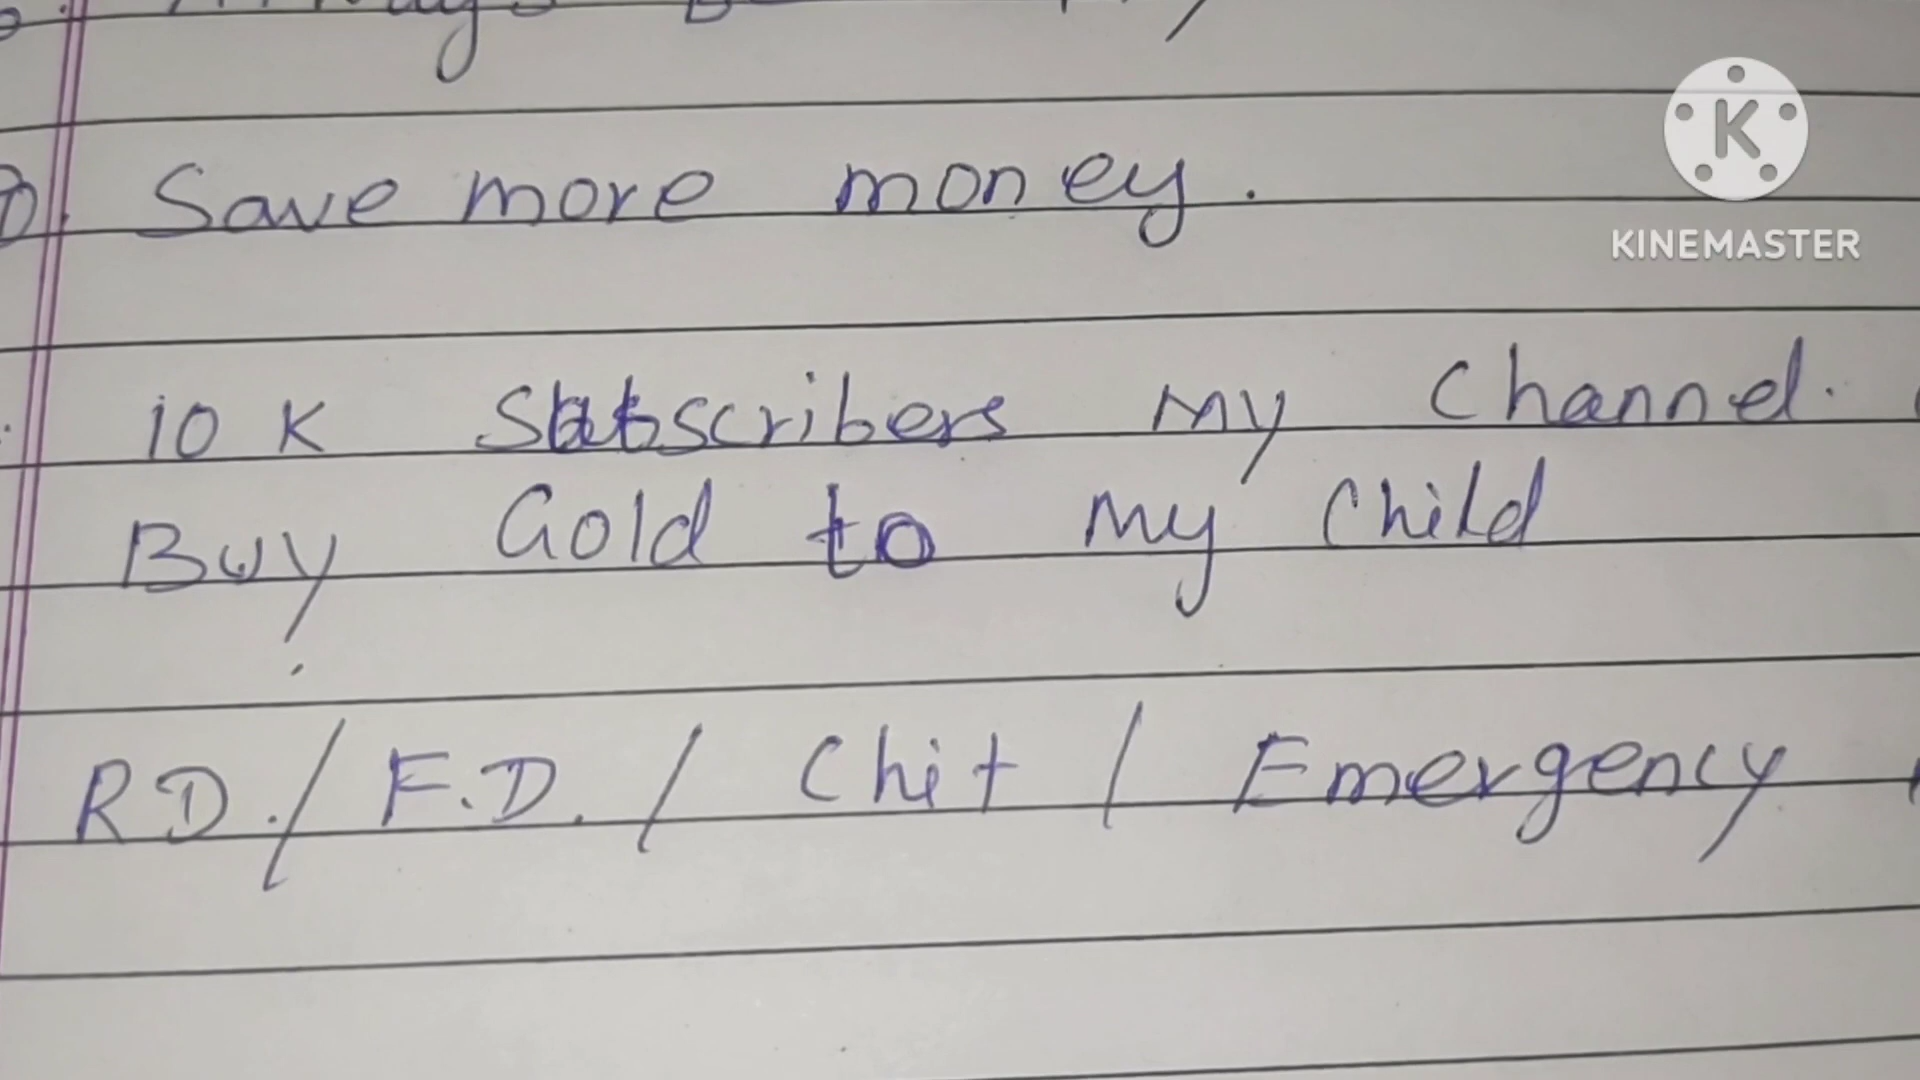 Save more money.
10 K Subscribers My Channel.
Buy Gold to My Child
RD./F.D./Chit/Emergency
K
KINEMASTER